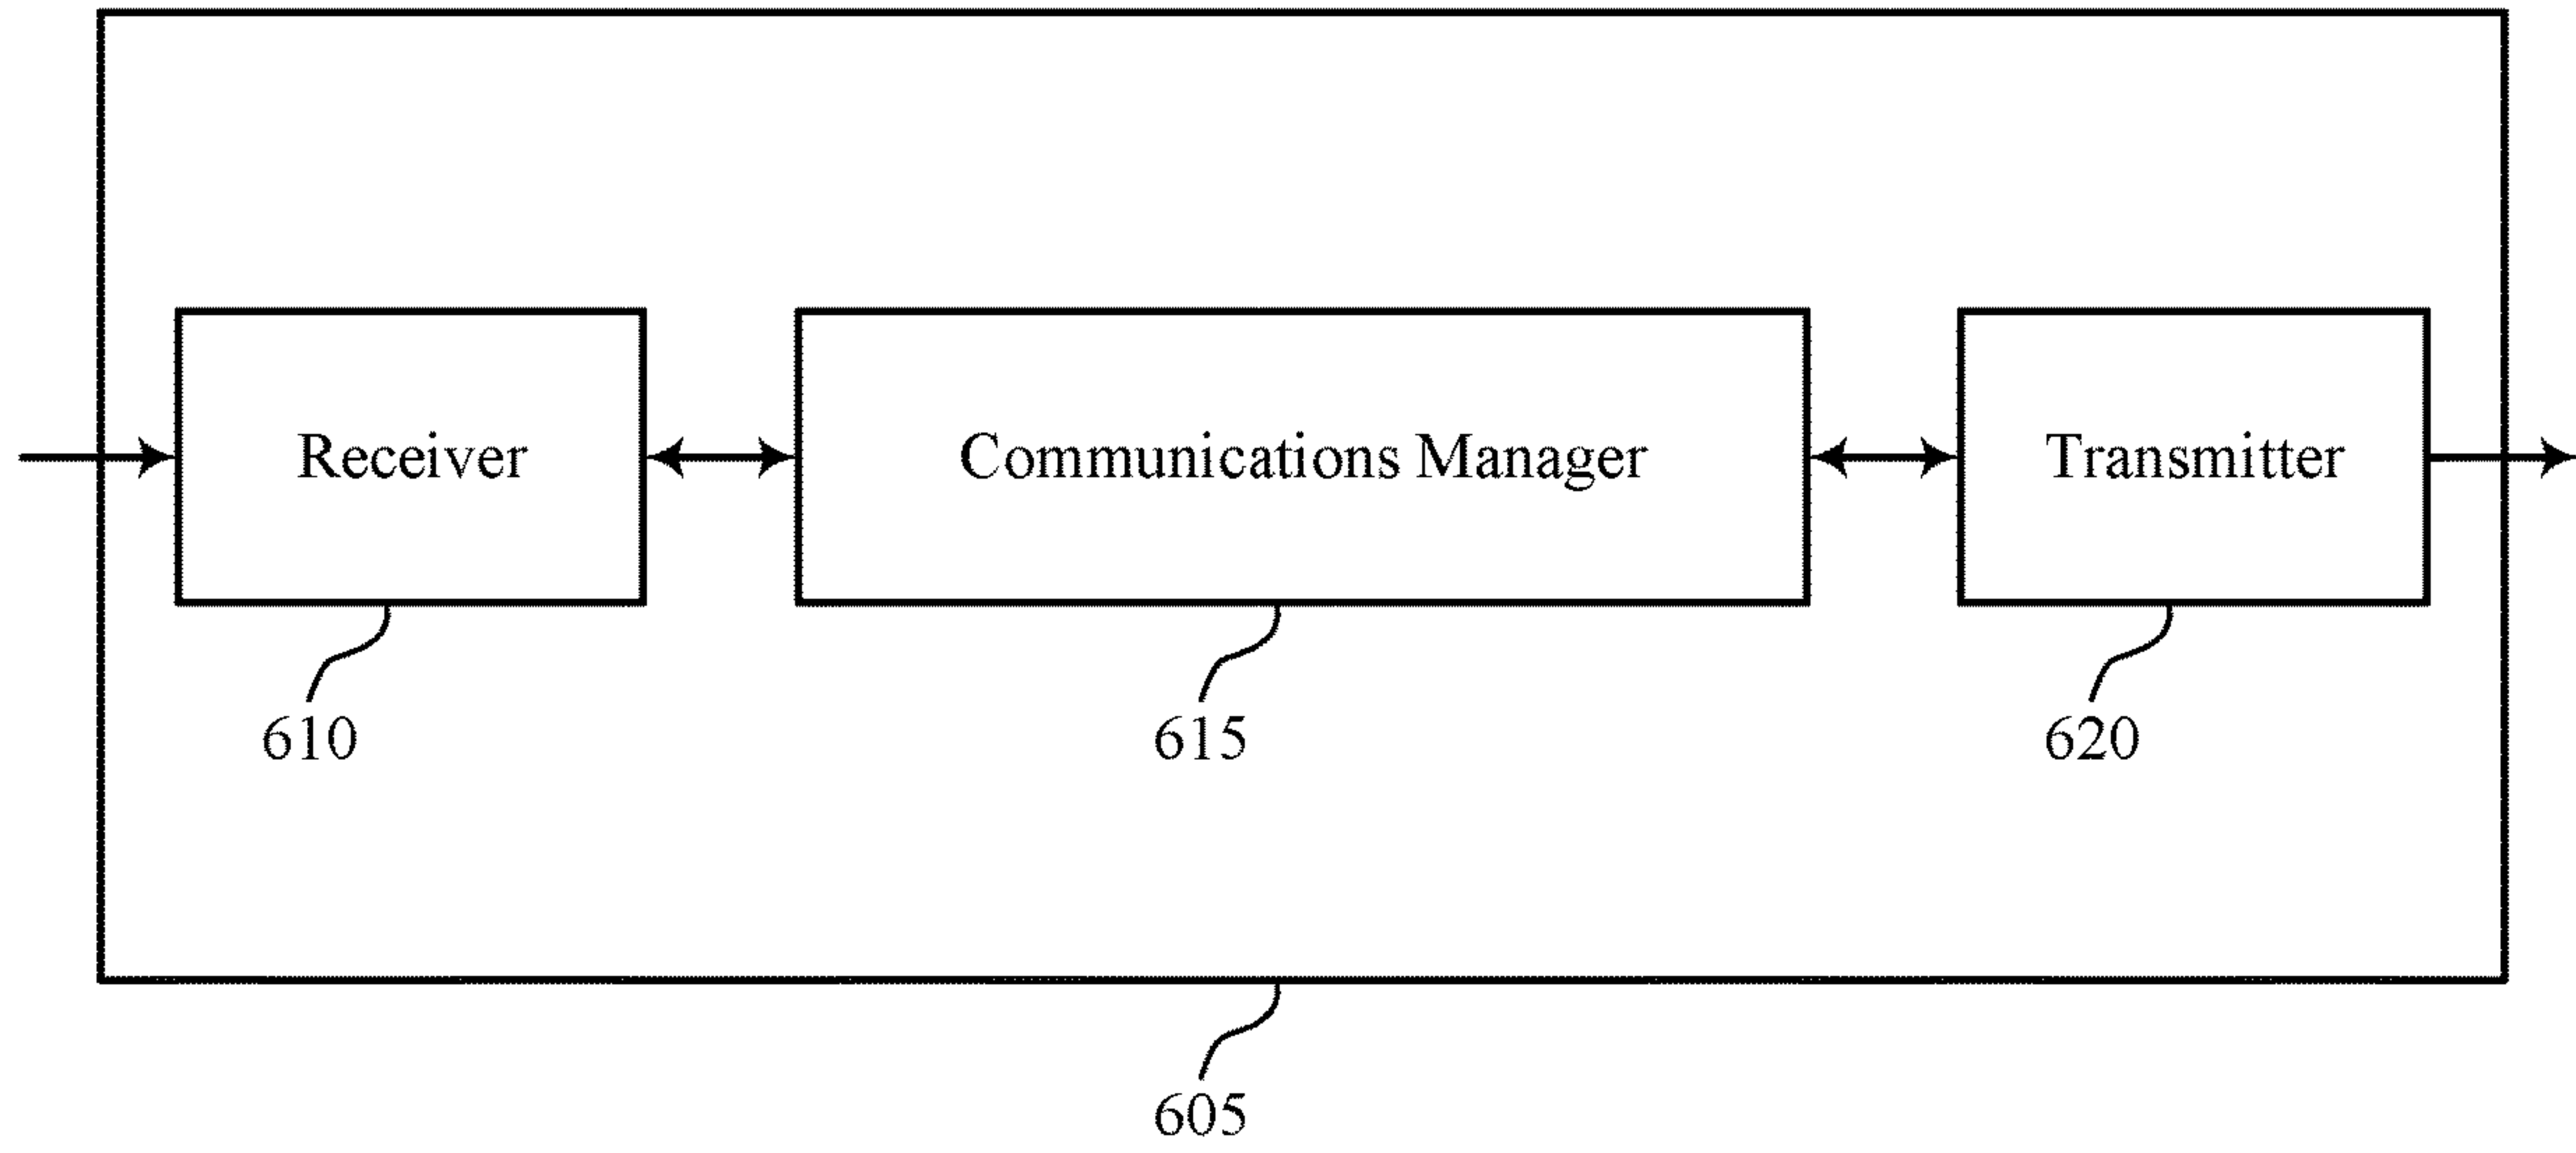 Receiver
Communications Manager
Transmitter
610
615
620
605